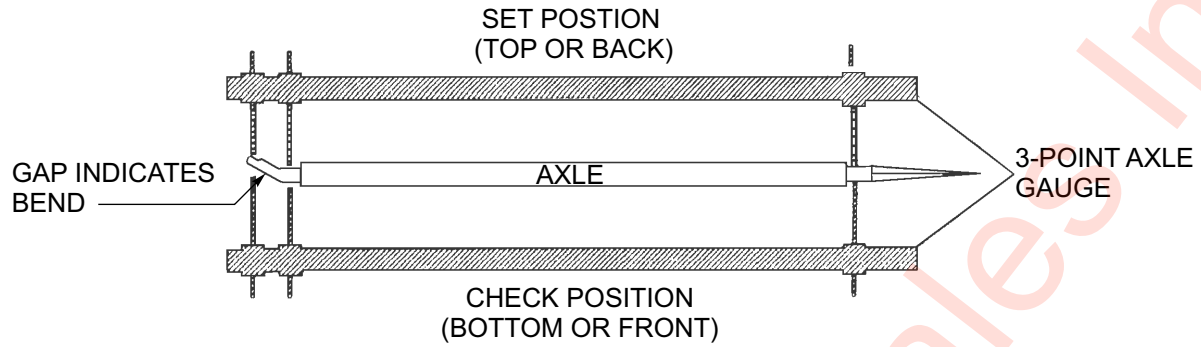 SET POSTION
(TOP OR BACK)
GAP INDICATES
BEND
AXLE
3-POINT AXLE
GAUGE
CHECK POSITION
(BOTTOM OR FRONT)